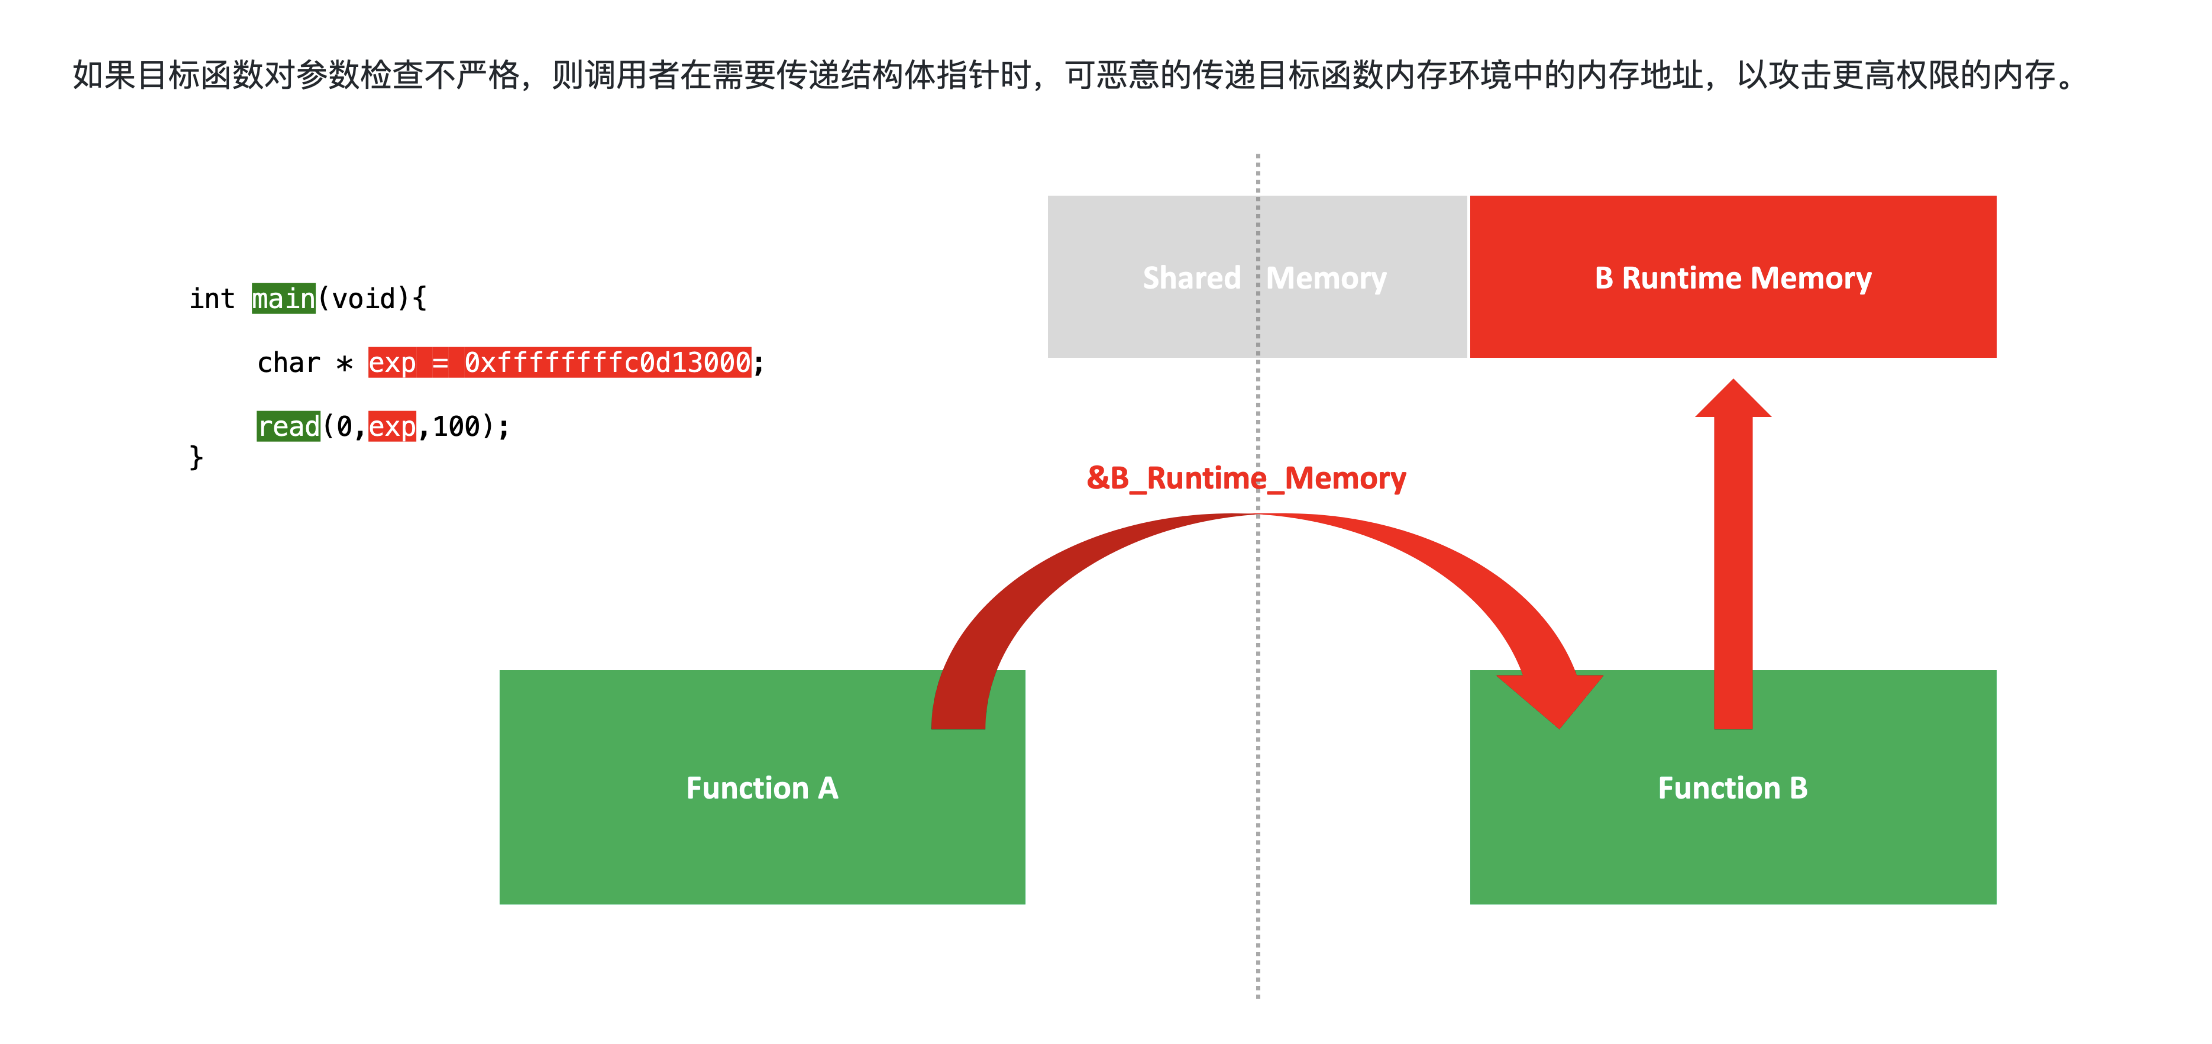 如果目标函数对参数检查不严格，则调用者在需要传递结构体指针时，可恶意的传递目标函数内存环境中的内存地址，以攻击更高权限的内存。
Shared Memory
B Runtime Memory
int main(void){
char * exp = 0xffffffffc0d13000;
read(0,exp,100);
}
&B_Runtime_Memory
Function A
Function B